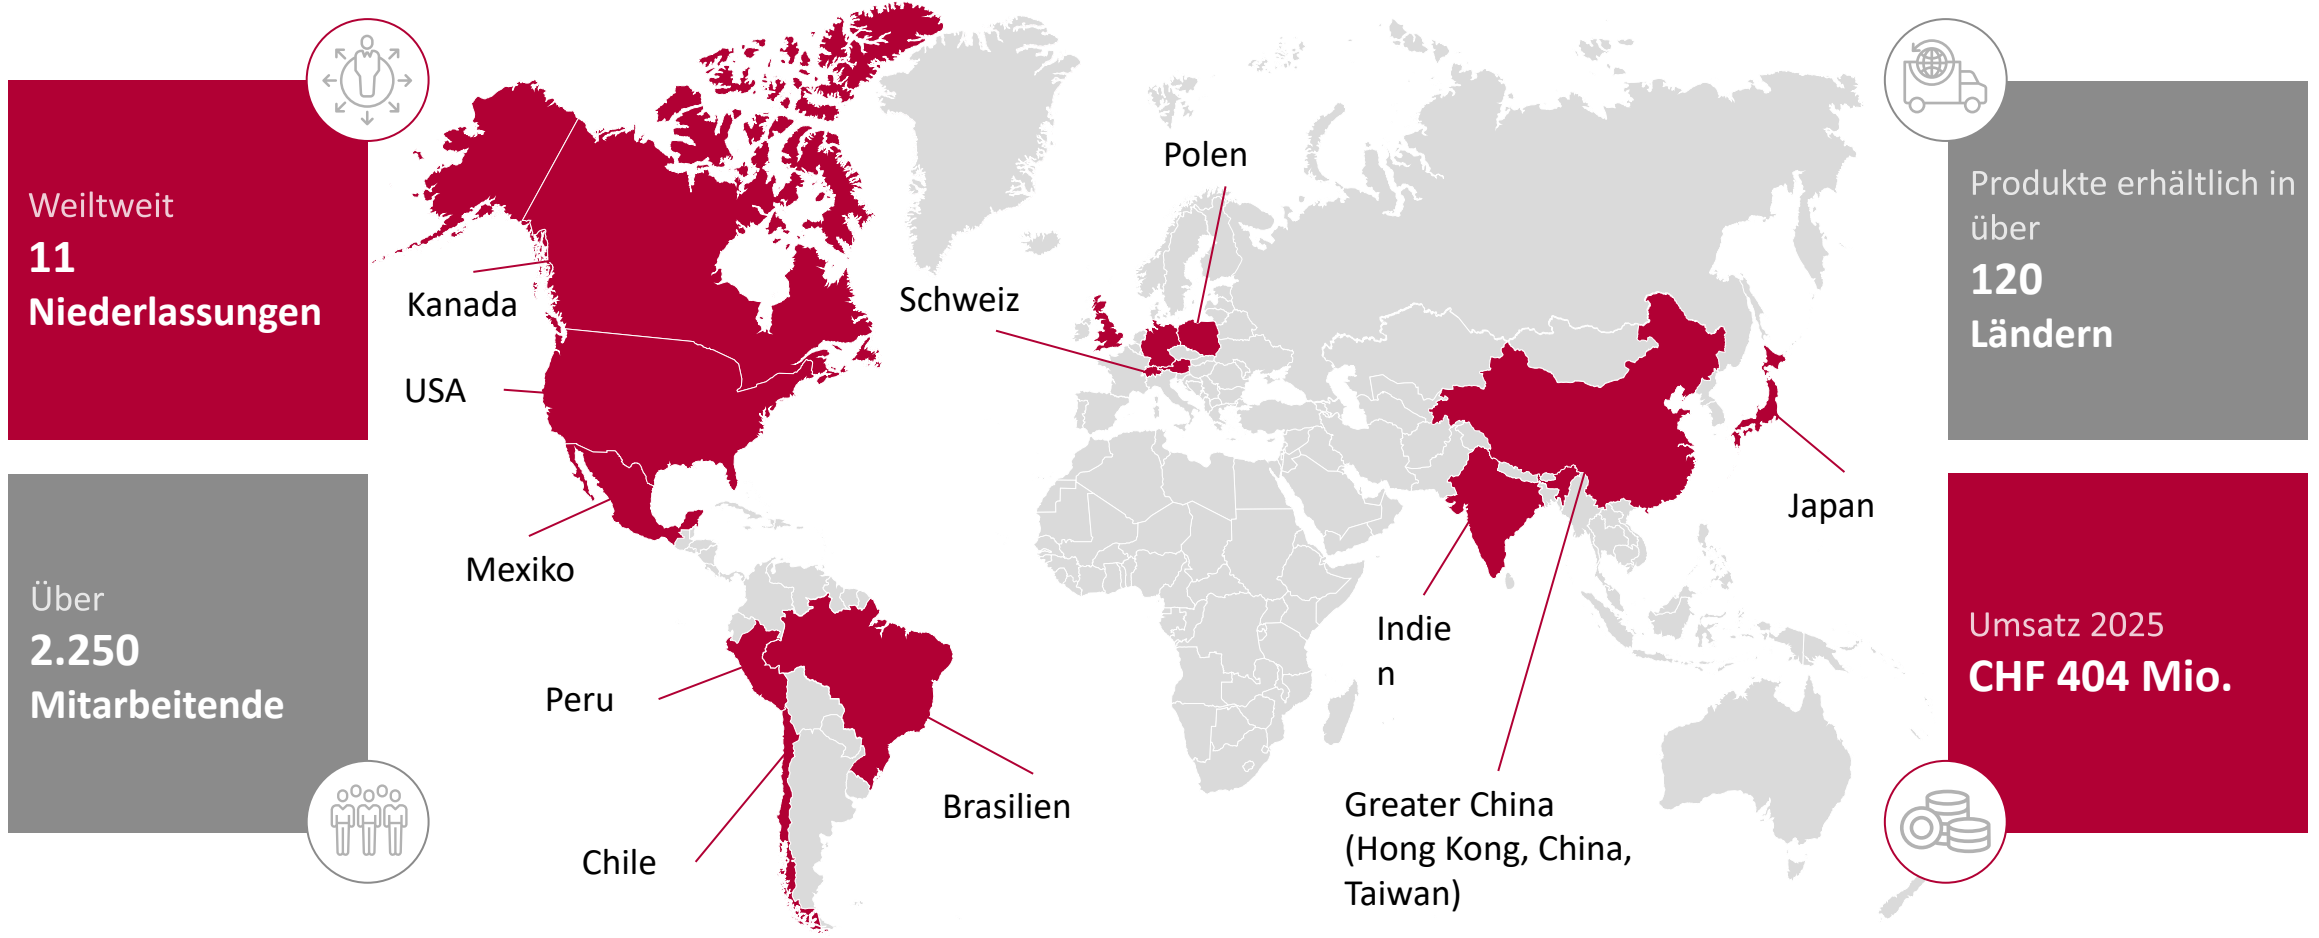 Weiltweit
11
Niederlassungen
Über
2.250
Mitarbeitende
Kanada
USA
Mexiko
Peru
Chile
Brasilien
Schweiz
Polen
Indie
n
Greater China
(Hong Kong, China,
Taiwan)
Japan
Produkte erhältlich in
über
120
Ländern
Umsatz 2025
CHF 404 Mio.